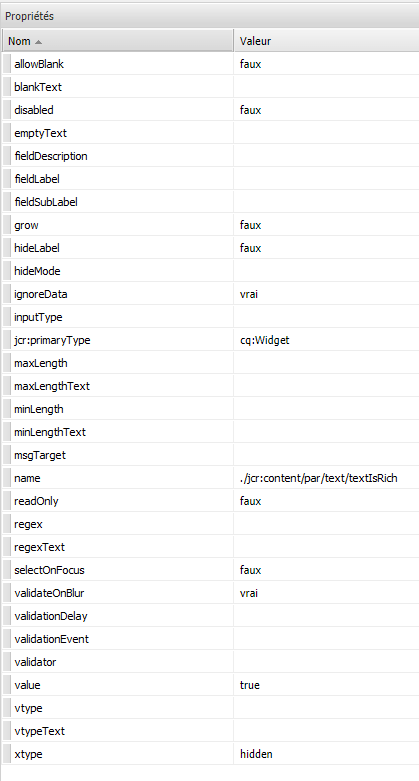 Propriétés
Nom Valeur
allowBlank faux
blankText
disabled faux
emptyText
fieldDescription
fieldLabel
fieldSubLabel
grow faux
hideLabel faux
hideMode
ignoreData vrai
inputType
jcr:primaryType cq:Widget
maxLength
maxLengthText
minLength
minLengthText
msgTarget
name ./jcr:content/par/text/textIsRich
readOnly faux
regex
regexText
selectOnFocus faux
validateOnBlur vrai
validationDelay
validationEvent
validator
value true
vtype
vtypeText
xtype hidden